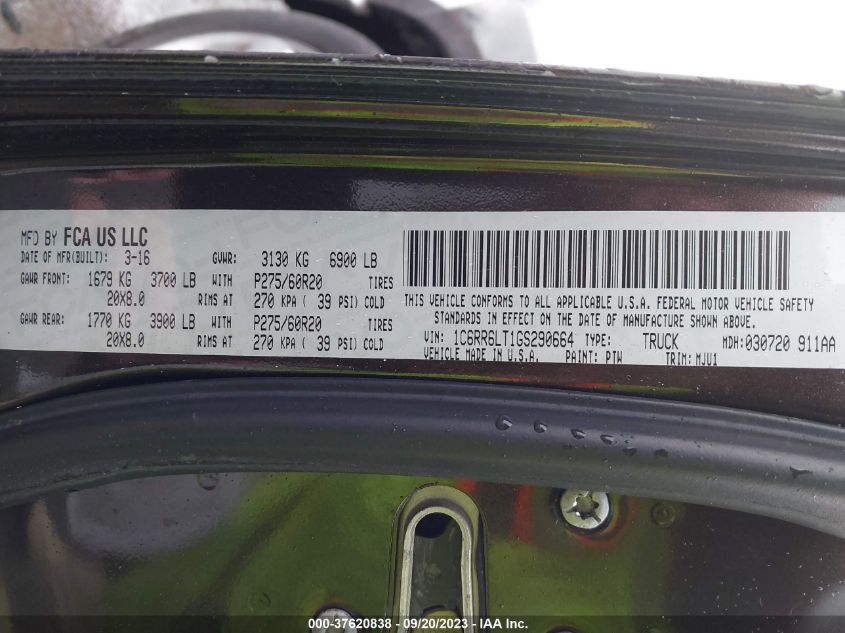 MFD BY FCA US LLC
DATE OF MFR(BUILT): 3-16 GVWR: 3130 KG 6900 LB
GAWR FRONT: 1679 KG 3700 LB WITH P275/60R20 TIRES
20X8.0 RIMS AT 270 KPA ( 39 PSI) COLD
GAWR REAR: 1770 KG 3900 LB WITH P275/60R20 TIRES
20X8.0 RIMS AT 270 KPA ( 39 PSI) COLD
THIS VEHICLE CONFORMS TO ALL APPLICABLE U.S.A. FEDERAL MOTOR VEHICLE SAFETY
STANDARDS IN EFFECT ON THE DATE OF MANUFACTURE SHOWN ABOVE.
VIN: 1C6RR6LT1GS290664 TYPE: TRUCK MDH: 030720 911AA
VEHICLE MADE IN U.S.A. PAINT: PIW TRIM: MJU1
000-37620838 - 09/20/2023 - IAA Inc.